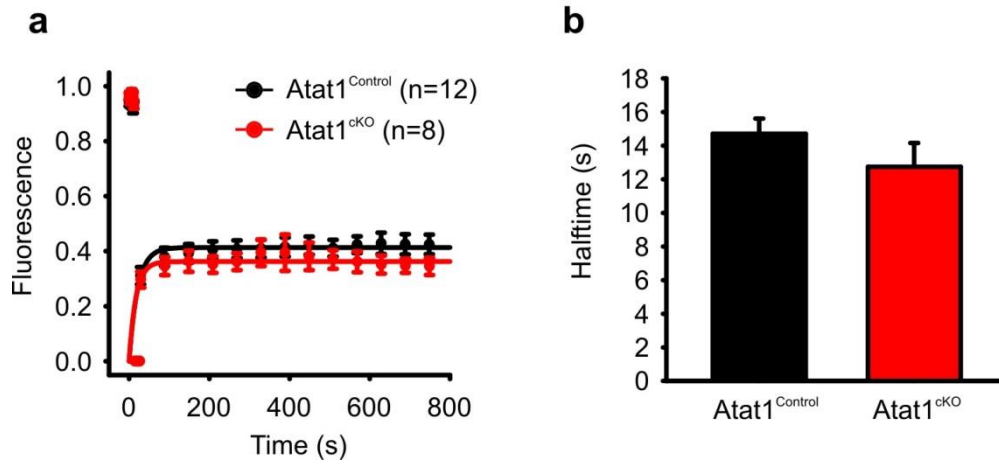 a
Fluorescence
1.0
0.8
0.6
0.4
0.2
0.0
Atat1Control (n=12)
Atat1cKO (n=8)
0 200 400 600 800
Time (s)
b
Halftime (s)
18
16
14
12
10
8
6
4
2
0
Atat1Control Atat1cKO